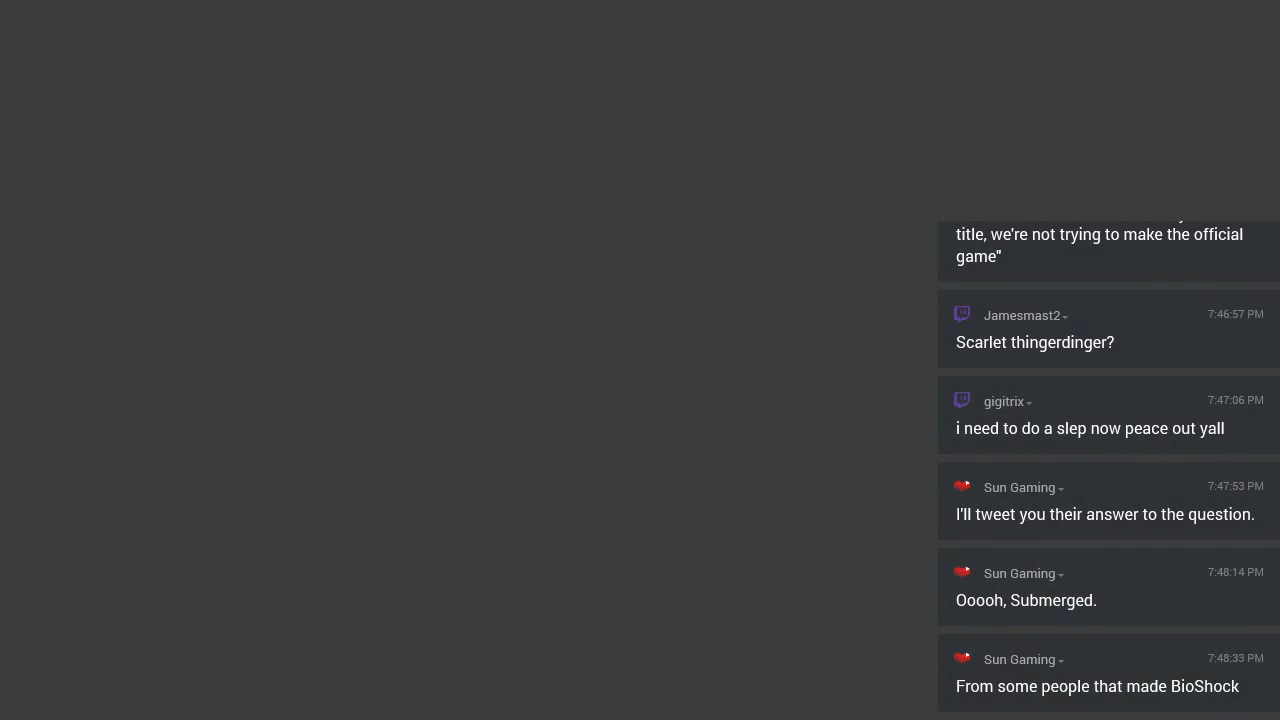 title, we're not trying to make the official
game"
Jamesmast2
7:46:57 PM
Scarlet thingerdinger?
gigitrix
7:47:06 PM
i need to do a slep now peace out yall
Sun Gaming
7:47:53 PM
I'll tweet you their answer to the question.
Sun Gaming
7:48:14 PM
Ooooh, Submerged.
Sun Gaming
7:48:33 PM
From some people that made BioShock